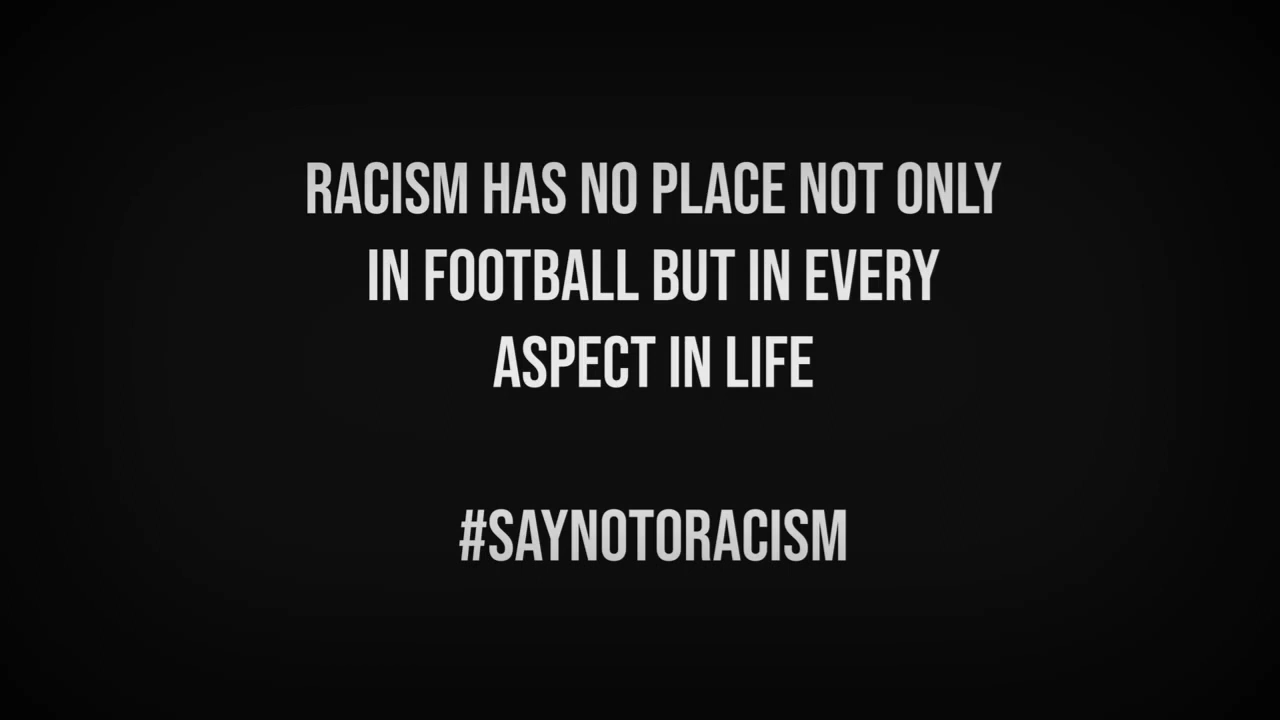 RACISM HAS NO PLACE NOT ONLY
IN FOOTBALL BUT IN EVERY
ASPECT IN LIFE
#SAYNOTORACISM